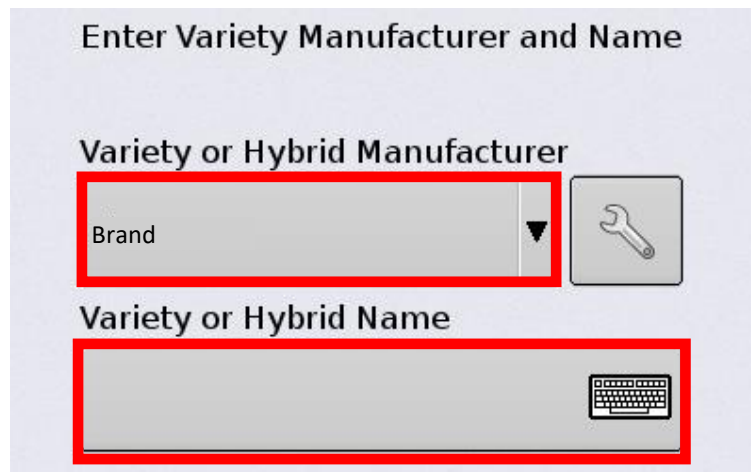 Enter Variety Manufacturer and Name
Variety or Hybrid Manufacturer
Brand
Variety or Hybrid Name